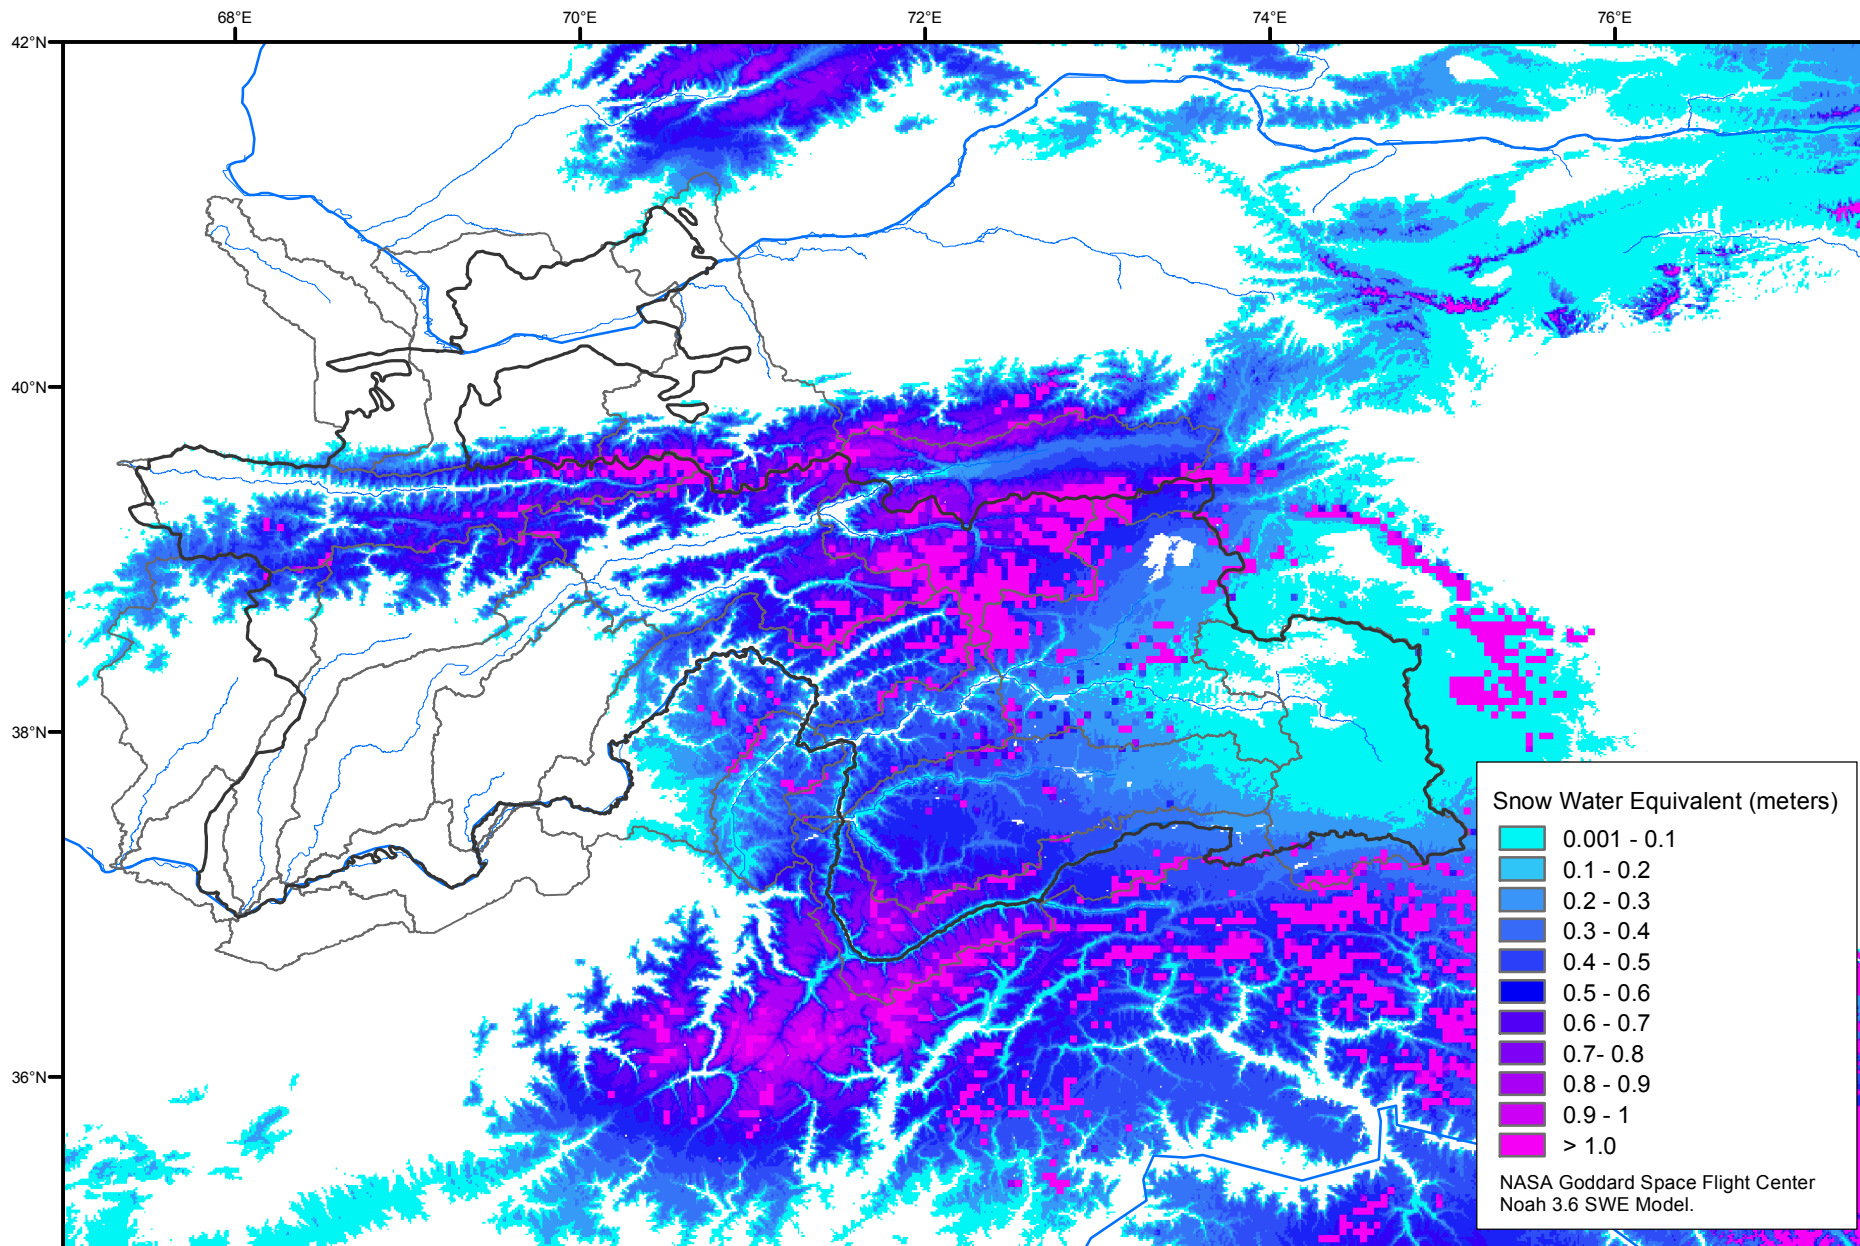 68°E
70°E
72°E
74°E
76°E
42°N
40°N
38°N
36°N
Snow Water Equivalent (meters)
0.001 - 0.1
0.1 - 0.2
0.2 - 0.3
0.3 - 0.4
0.4 - 0.5
0.5 - 0.6
0.6 - 0.7
0.7- 0.8
0.8 - 0.9
0.9 - 1
> 1.0
NASA Goddard Space Flight Center
Noah 3.6 SWE Model.